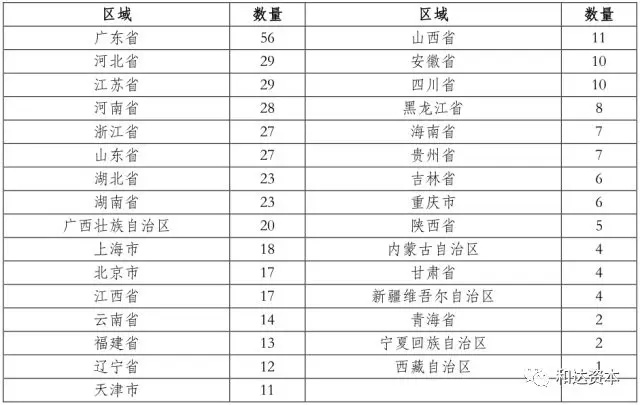 区域 数量 区域 数量
广东省 56 山西省 11
河北省 29 安徽省 10
江苏省 29 四川省 10
河南省 28 黑龙江省 8
浙江省 27 海南省 7
山东省 27 贵州省 7
湖北省 23 吉林省 6
湖南省 23 重庆市 6
广西壮族自治区 20 陕西省 5
上海市 18 内蒙古自治区 4
北京市 17 甘肃省 4
江西省 17 新疆维吾尔自治区 4
云南省 14 青海省 2
福建省 13 宁夏回族自治区 2
辽宁省 12 西藏自治区 1
天津市 11
和达资本